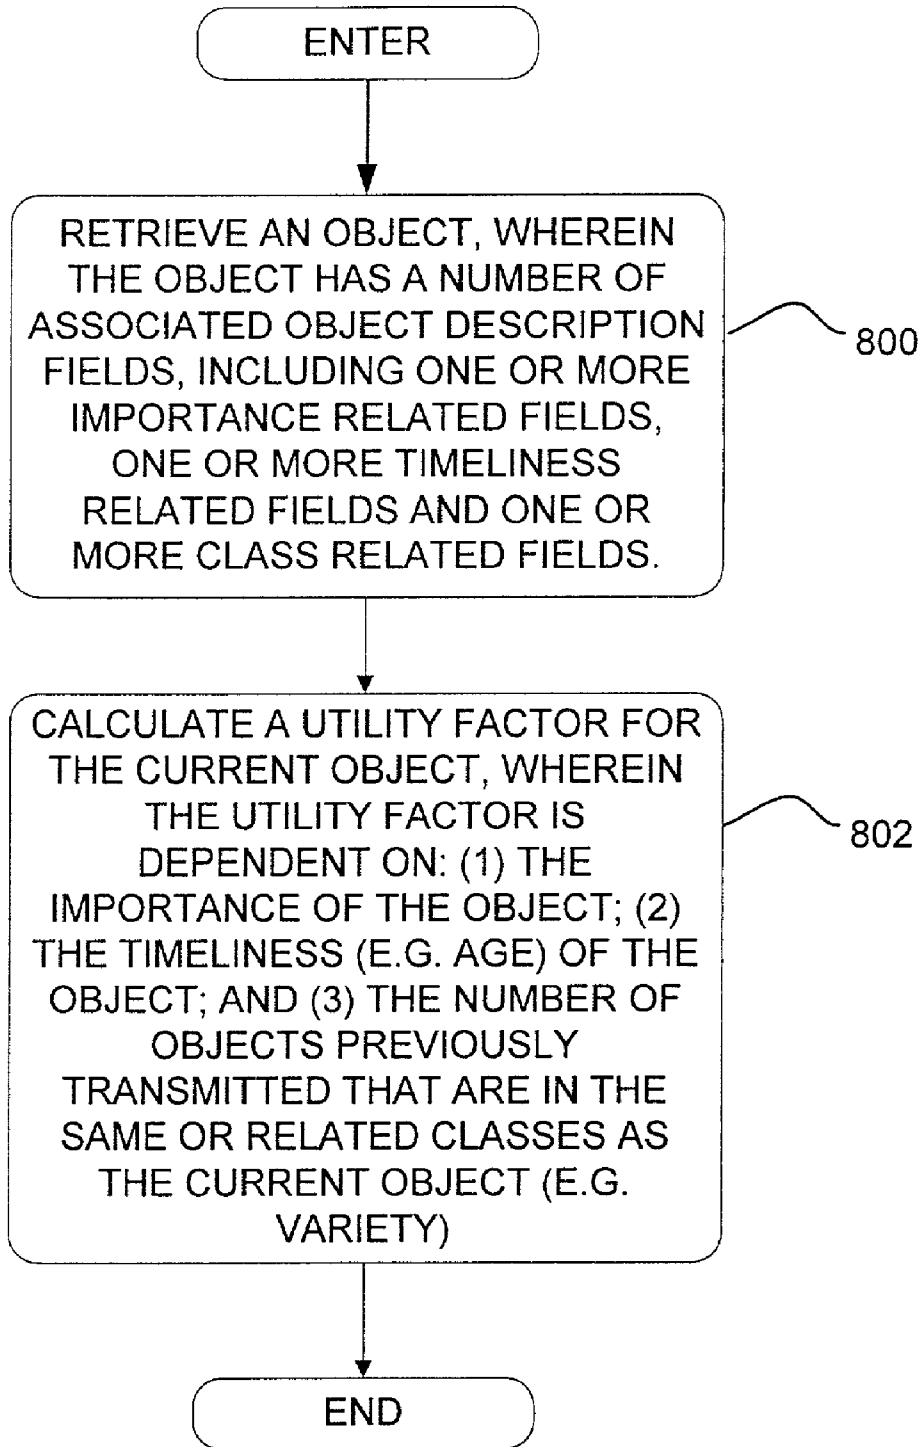 ENTER
RETRIEVE AN OBJECT, WHEREIN
THE OBJECT HAS A NUMBER OF
ASSOCIATED OBJECT DESCRIPTION
FIELDS, INCLUDING ONE OR MORE
IMPORTANCE RELATED FIELDS,
ONE OR MORE TIMELINESS
RELATED FIELDS AND ONE OR
MORE CLASS RELATED FIELDS.
800
CALCULATE A UTILITY FACTOR FOR
THE CURRENT OBJECT, WHEREIN
THE UTILITY FACTOR IS
DEPENDENT ON: (1) THE
IMPORTANCE OF THE OBJECT; (2)
THE TIMELINESS (E.G. AGE) OF THE
OBJECT; AND (3) THE NUMBER OF
OBJECTS PREVIOUSLY
TRANSMITTED THAT ARE IN THE
SAME OR RELATED CLASSES AS
THE CURRENT OBJECT (E.G.
VARIETY)
802
END